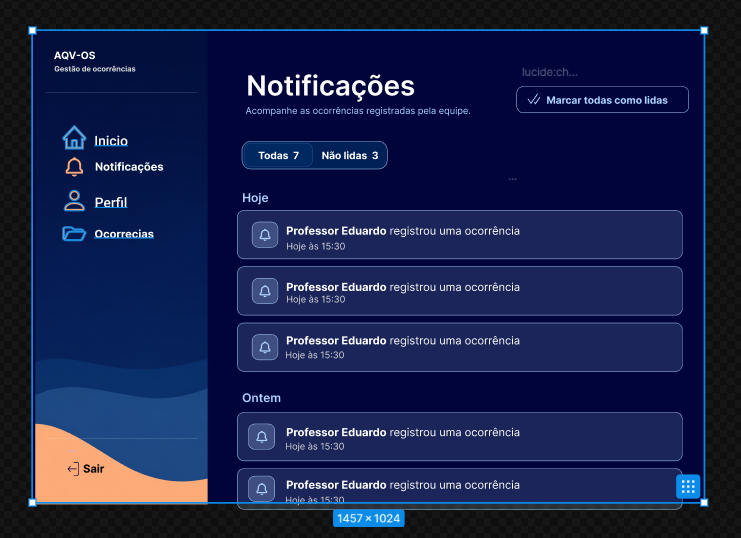 AQV-OS
Gestão de ocorrências
Inicio
Notificações
Perfil
Ocorrecias
Sair
Notificações
Acompanhe as ocorrências registradas pela equipe.
lucide:ch...
Marcar todas como lidas
Todas 7 Não lidas 3
...
Hoje
Professor Eduardo registrou uma ocorrência
Hoje às 15:30
Professor Eduardo registrou uma ocorrência
Hoje às 15:30
Professor Eduardo registrou uma ocorrência
Hoje às 15:30
Ontem
Professor Eduardo registrou uma ocorrência
Hoje às 15:30
Professor Eduardo registrou uma ocorrência
Hoje às 15:30
1457 × 1024